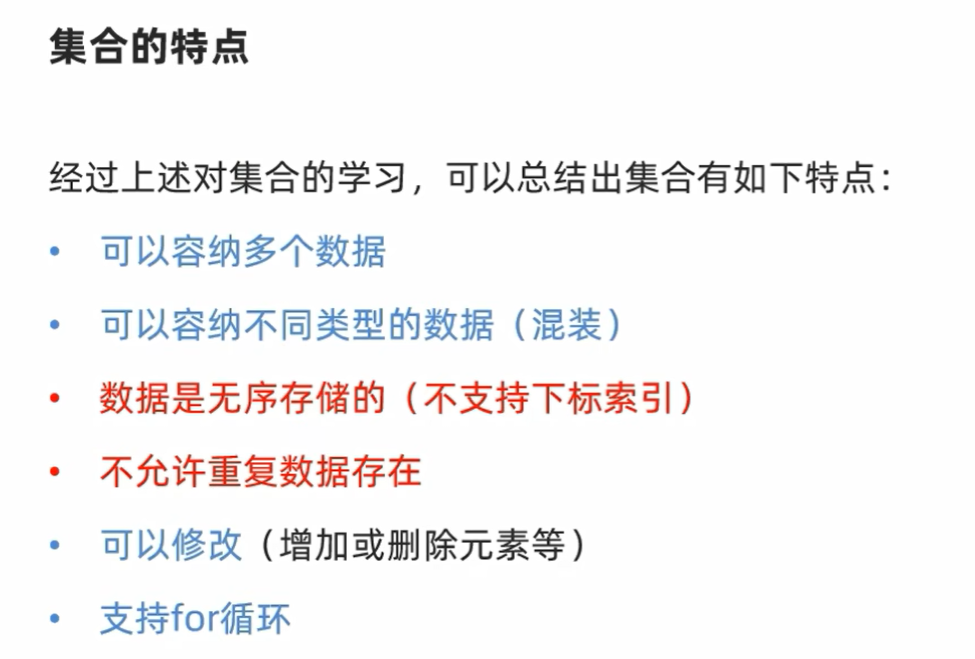 集合的特点
经过上述对集合的学习，可以总结出集合有如下特点：
• 可以容纳多个数据
• 可以容纳不同类型的数据（混装）
• 数据是无序存储的（不支持下标索引）
• 不允许重复数据存在
• 可以修改（增加或删除元素等）
• 支持for循环